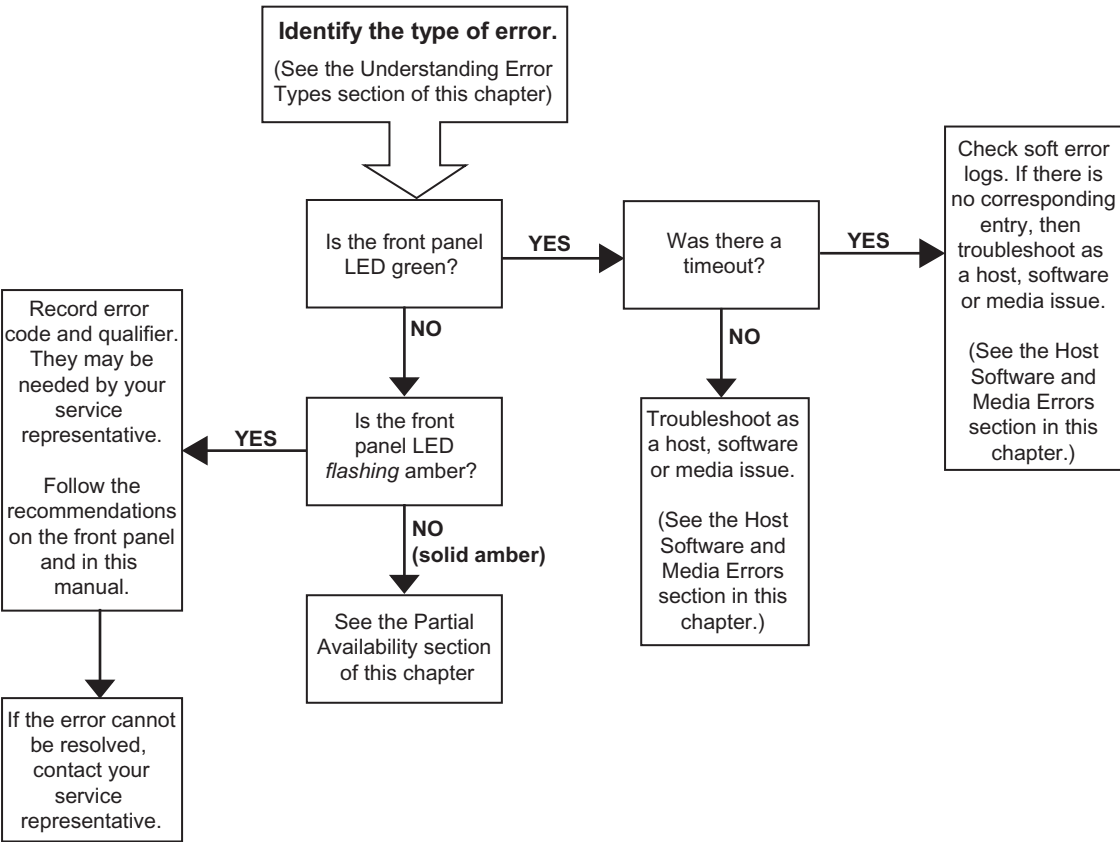 Identify the type of error.
(See the Understanding Error
Types section of this chapter)
Is the front panel
LED green?
YES
Was there a
timeout?
YES
Check soft error
logs. If there is
no corresponding
entry, then
troubleshoot as
a host, software
or media issue.
(See the Host
Software and
Media Errors
section in this
chapter.)
NO
NO
Troubleshoot as
a host, software
or media issue.
(See the Host
Software and
Media Errors
section in this
chapter.)
Is the front
panel LED
flashing amber?
YES
Record error
code and qualifier.
They may be
needed by your
service
representative.
Follow the
recommendations
on the front panel
and in this
manual.
If the error cannot
be resolved,
contact your
service
representative.
NO
(solid amber)
See the Partial
Availability section
of this chapter